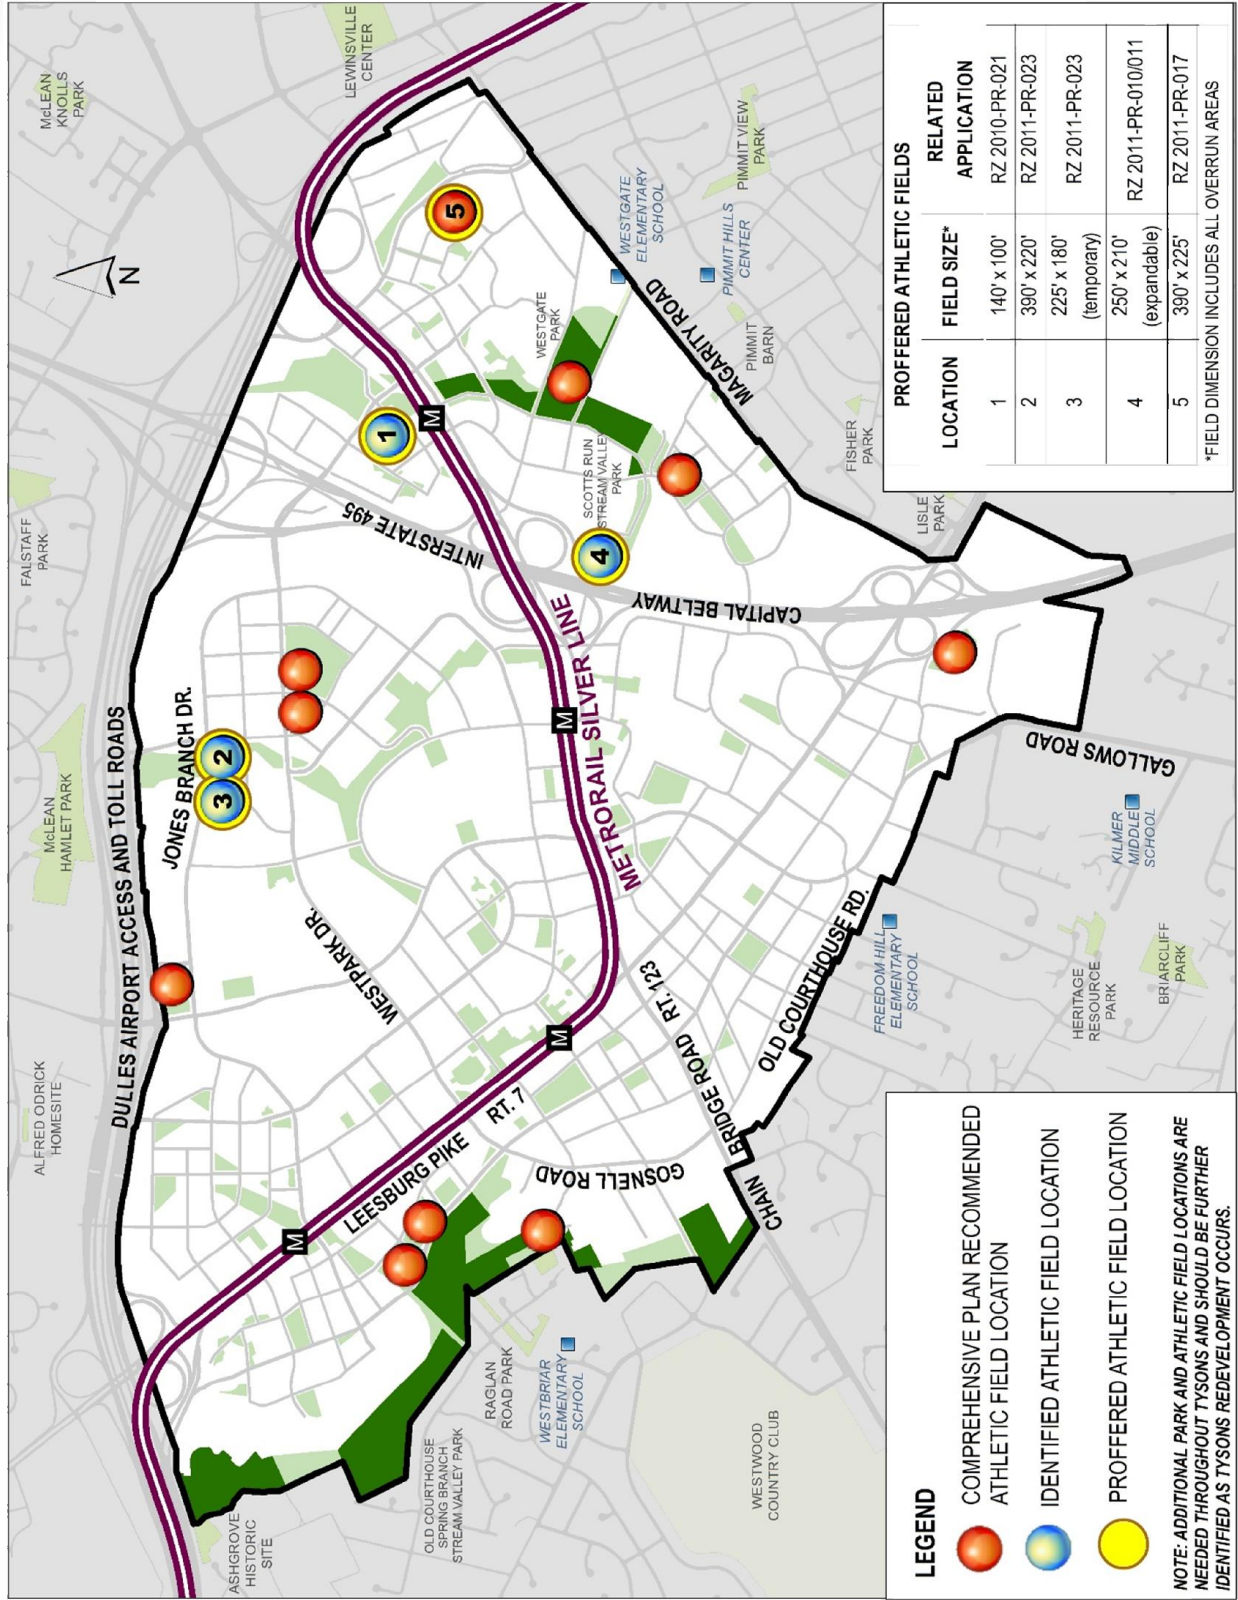 ASHGROVE
HISTORIC
SITE
ALFRED ODRICK
HOMESITE
McLEAN
HAMLET PARK
FALSTAFF
PARK
McLEAN
KNOLLS
PARK
LEWINSVILLE
CENTER
N
DULLES AIRPORT ACCESS AND TOLL ROADS
JONES BRANCH DR.
3
2
1
5
4
INTERSTATE 495
WESTPARK DR.
M
M
M
M
LEESBURG PIKE
RT. 7
METRORAIL SILVER LINE
CAPITAL BELTWAY
SCOTTS RUN
STREAM VALLEY
PARK
WESTGATE
PARK
WESTGATE
ELEMENTARY
SCHOOL
PIMMIT HILLS
CENTER
PIMMIT VIEW
PARK
MAGARITY ROAD
PIMMIT
BARN
FISHER
PARK
LISLE
PARK
OLD COURTHOUSE
SPRING BRANCH
STREAM VALLEY PARK
RAGLAN
ROAD PARK
WESTBRIAR
ELEMENTARY
SCHOOL
GOSNELL ROAD
CHAIN BRIDGE ROAD RT. 123
OLD COURTHOUSE RD.
WESTWOOD
COUNTRY CLUB
FREEDOM HILL
ELEMENTARY
SCHOOL
HERITAGE
RESOURCE
PARK
BRIARCLIFF
PARK
KILMER
MIDDLE
SCHOOL
GALLOWS ROAD
LEGEND
COMPREHENSIVE PLAN RECOMMENDED
ATHLETIC FIELD LOCATION
IDENTIFIED ATHLETIC FIELD LOCATION
PROFFERED ATHLETIC FIELD LOCATION
NOTE: ADDITIONAL PARK AND ATHLETIC FIELD LOCATIONS ARE
NEEDED THROUGHOUT TYSONS AND SHOULD BE FURTHER
IDENTIFIED AS TYSONS REDEVELOPMENT OCCURS.
PROFFERED ATHLETIC FIELDS
LOCATION FIELD SIZE* RELATED APPLICATION
1 140' x 100' RZ 2010-PR-021
2 390' x 220' RZ 2011-PR-023
3 225' x 180' (temporary) RZ 2011-PR-023
4 250' x 210' (expandable) RZ 2011-PR-010/011
5 390' x 225' RZ 2011-PR-017
*FIELD DIMENSION INCLUDES ALL OVERRUN AREAS